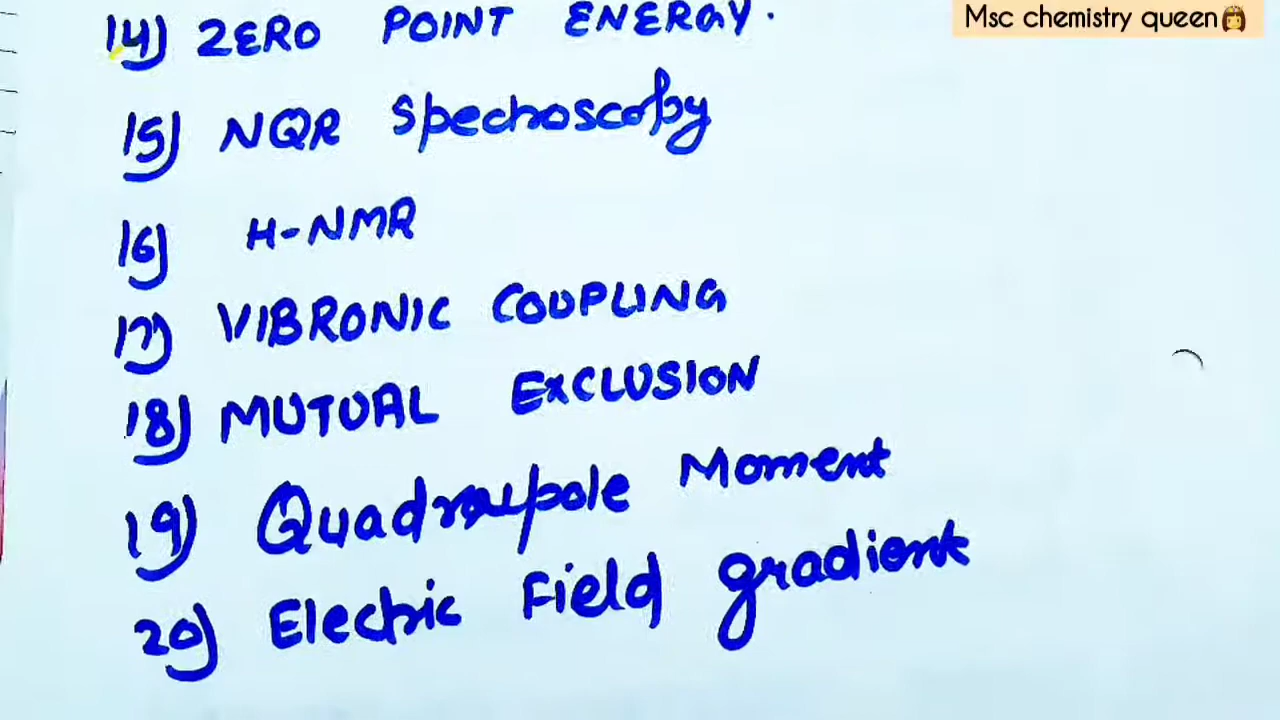 Msc chemistry queen👸
14) ZERO POINT ENERGY.
15) NQR Spectroscopy
16) H-NMR
17) VIBRONIC COUPLING
18) MUTUAL EXCLUSION
19) Quadrupole Moment
20) Electric Field gradient